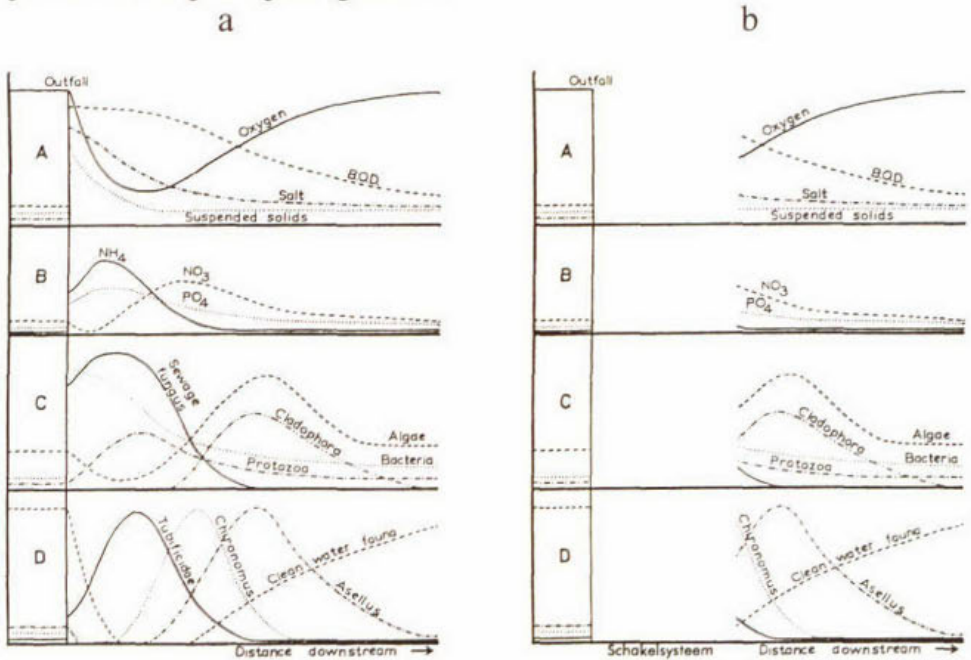 a
Outfall
A
Oxygen
BOD
Salt
Suspended solids
B
NH4
NO3
PO4
C
Sewage fungus
Cladophora
Algae
Bacteria
Protozoa
D
Tubificidae
Chironomus
Asellus
Clean water fauna
Distance downstream →
b
Outfall
A
Oxygen
BOD
Salt
Suspended solids
B
NO3
PO4
C
Cladophora
Algae
Bacteria
Protozoa
D
Chironomus
Clean water fauna
Asellus
Schakelsysteem
Distance downstream →